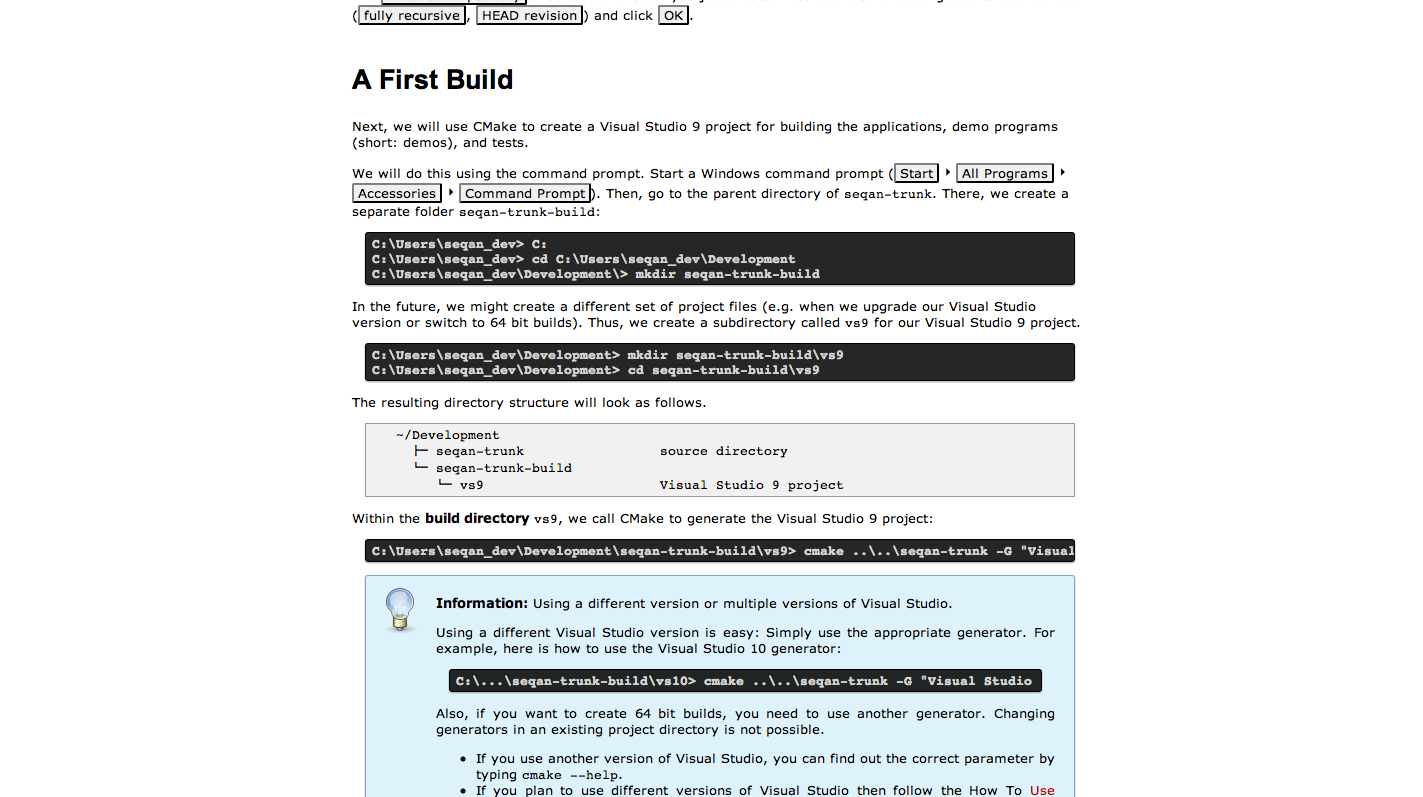 (fully recursive, HEAD revision) and click OK.
A First Build
Next, we will use CMake to create a Visual Studio 9 project for building the applications, demo programs
(short: demos), and tests.
We will do this using the command prompt. Start a Windows command prompt (Start ‣ All Programs ‣
Accessories ‣ Command Prompt). Then, go to the parent directory of seqan-trunk. There, we create a
separate folder seqan-trunk-build:
C:\Users\seqan_dev> C:
C:\Users\seqan_dev> cd C:\Users\seqan_dev\Development
C:\Users\seqan_dev\Development\> mkdir seqan-trunk-build
In the future, we might create a different set of project files (e.g. when we upgrade our Visual Studio
version or switch to 64 bit builds). Thus, we create a subdirectory called vs9 for our Visual Studio 9 project.
C:\Users\seqan_dev\Development> mkdir seqan-trunk-build\vs9
C:\Users\seqan_dev\Development> cd seqan-trunk-build\vs9
The resulting directory structure will look as follows.
~/Development
├─ seqan-trunk source directory
└─ seqan-trunk-build
└─ vs9 Visual Studio 9 project
Within the build directory vs9, we call CMake to generate the Visual Studio 9 project:
C:\Users\seqan_dev\Development\seqan-trunk-build\vs9> cmake ..\..\seqan-trunk -G "Visual
Information: Using a different version or multiple versions of Visual Studio.
Using a different Visual Studio version is easy: Simply use the appropriate generator. For
example, here is how to use the Visual Studio 10 generator:
C:\...\seqan-trunk-build\vs10> cmake ..\..\seqan-trunk -G "Visual Studio
Also, if you want to create 64 bit builds, you need to use another generator. Changing
generators in an existing project directory is not possible.
• If you use another version of Visual Studio, you can find out the correct parameter by
typing cmake --help.
• If you plan to use different versions of Visual Studio then follow the How To Use